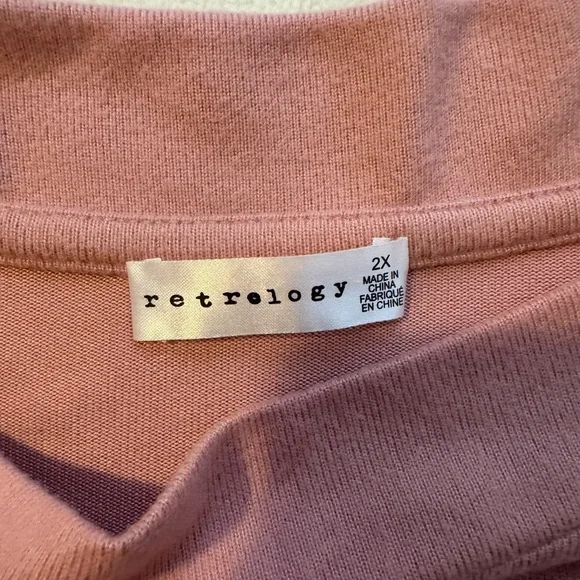 retrology
2X
MADE IN
CHINA
FABRIQUÉ
EN CHINE